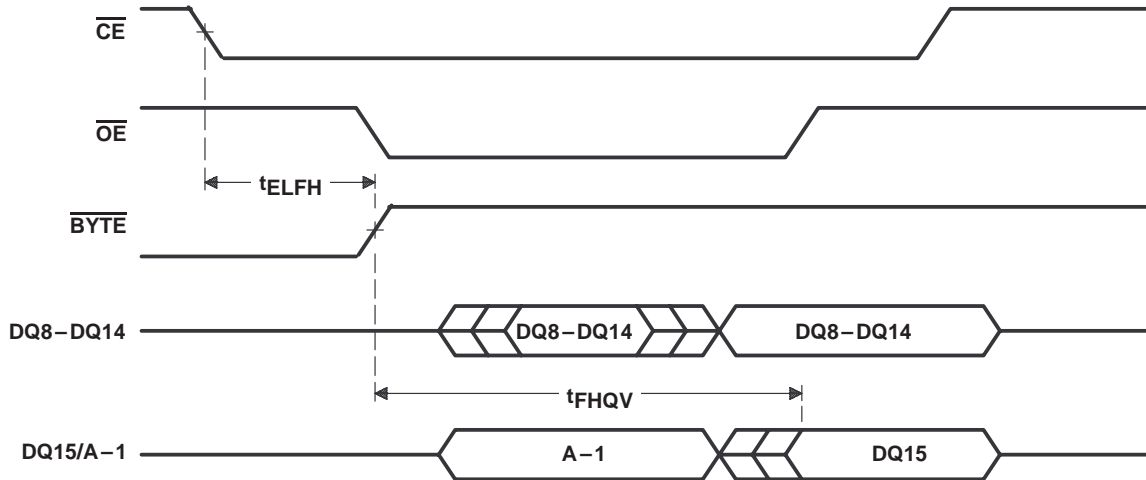 CE
OE
tELFH
BYTE
DQ8–DQ14 DQ8–DQ14 DQ8–DQ14
tFHQV
DQ15/A–1 A–1 DQ15